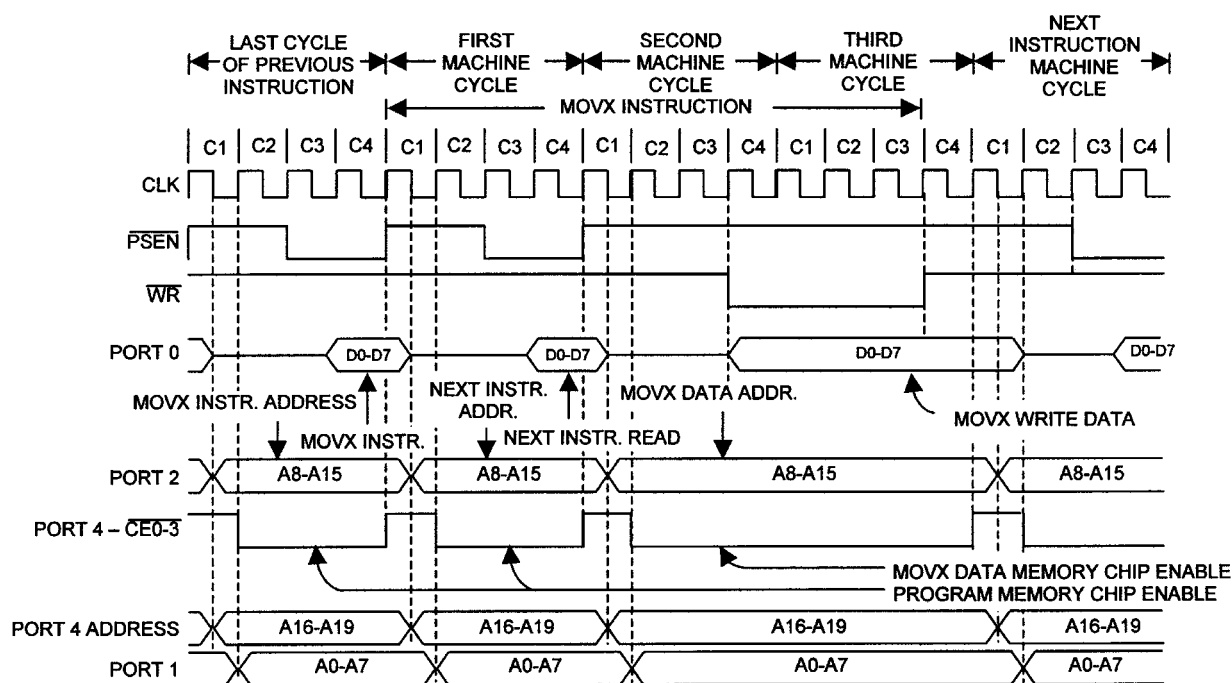 LAST CYCLE
OF PREVIOUS
INSTRUCTION
FIRST
MACHINE
CYCLE
SECOND
MACHINE
CYCLE
THIRD
MACHINE
CYCLE
NEXT
INSTRUCTION
MACHINE
CYCLE
MOVX INSTRUCTION
C1 C2 C3 C4 C1 C2 C3 C4 C1 C2 C3 C4 C1 C2 C3 C4 C1 C2 C3 C4
CLK
PSEN
WR
PORT 0 D0-D7 D0-D7 D0-D7 D0-D7
MOVX INSTR. ADDRESS
MOVX INSTR.
NEXT INSTR.
ADDR.
NEXT INSTR. READ
MOVX DATA ADDR.
MOVX WRITE DATA
PORT 2 A8-A15 A8-A15 A8-A15 A8-A15
PORT 4 – CE0-3
MOVX DATA MEMORY CHIP ENABLE
PROGRAM MEMORY CHIP ENABLE
PORT 4 ADDRESS A16-A19 A16-A19 A16-A19 A16-A19
PORT 1 A0-A7 A0-A7 A0-A7 A0-A7